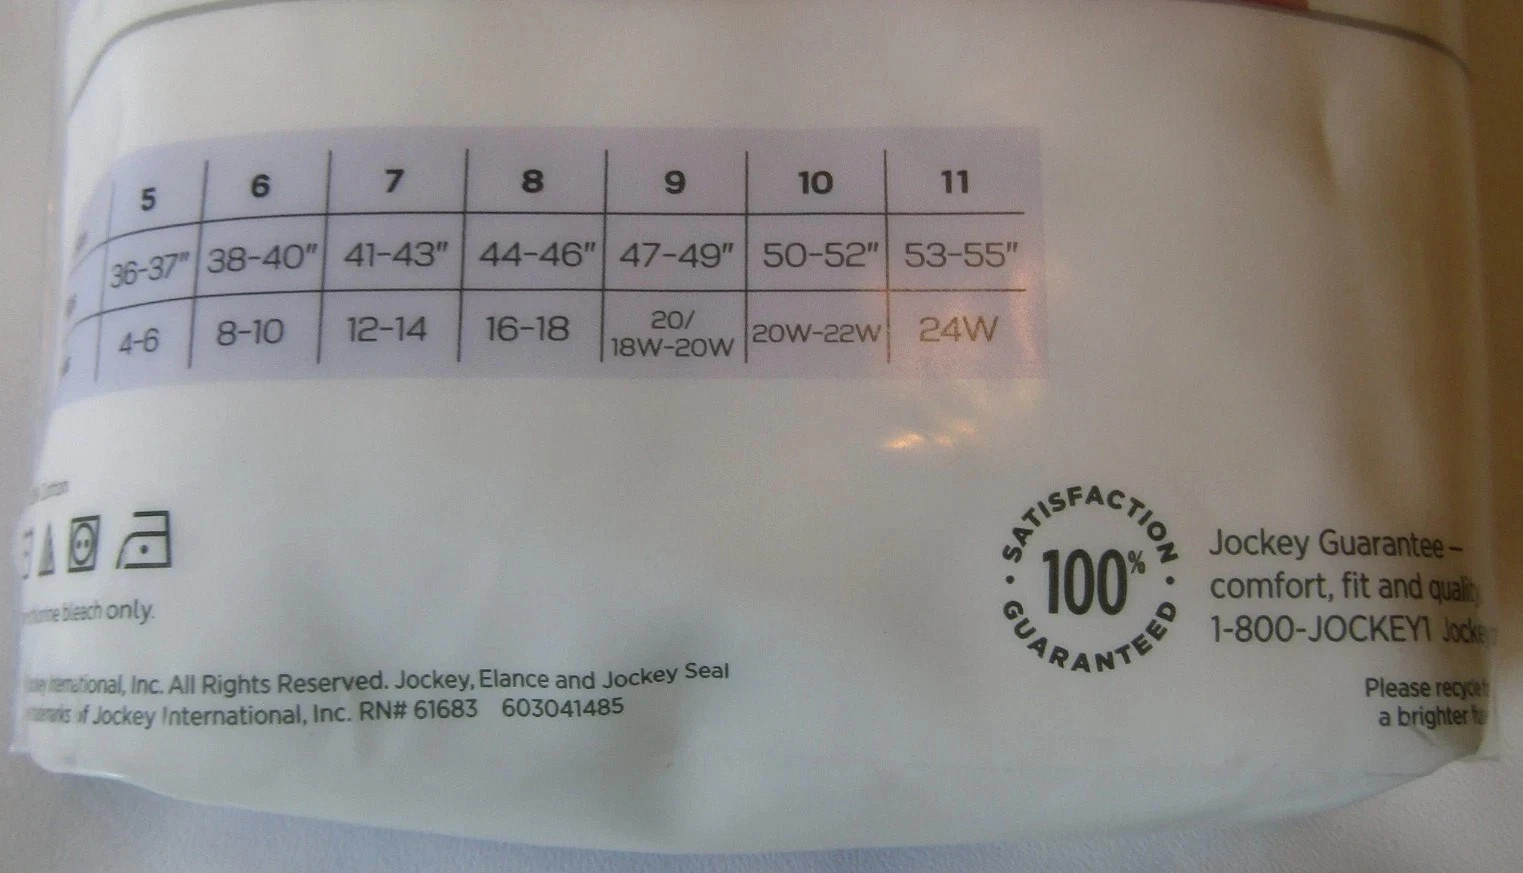 5 6 7 8 9 10 11
36-37" 38-40" 41-43" 44-46" 47-49" 50-52" 53-55"
4-6 8-10 12-14 16-18 20/ 18W-20W 20W-22W 24W
bleach only.
Inc. All Rights Reserved. Jockey, Elance and Jockey Seal
of Jockey International, Inc. RN# 61683 603041485
SATISFACTION
100%
GUARANTEED
Jockey Guarantee –
comfort, fit and quality
1-800-JOCKEY1
Please recycle
a brighter